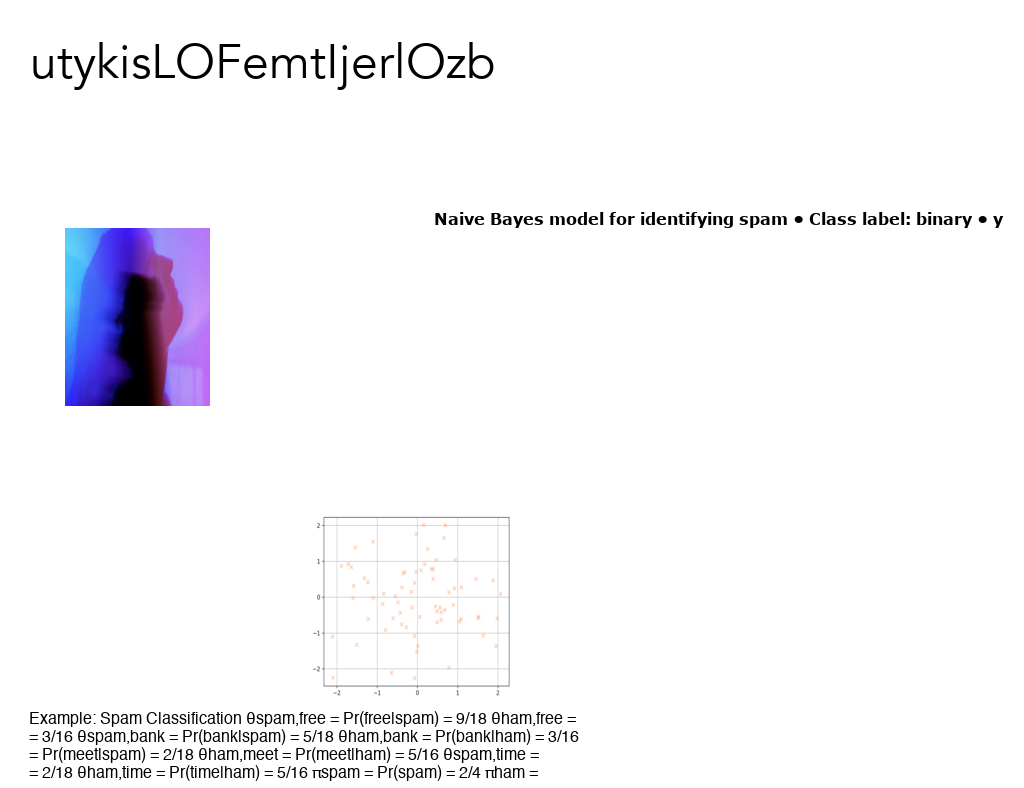 utykisLOFemtIjerlOzb
Naive Bayes model for identifying spam • Class label: binary • y
2
1
0
−1
−2
−2 −1 0 1 2
Example: Spam Classification θspam,free = Pr(free|spam) = 9/18 θham,free =
= 3/16 θspam,bank = Pr(bank|spam) = 5/18 θham,bank = Pr(bank|ham) = 3/16
= Pr(meet|spam) = 2/18 θham,meet = Pr(meet|ham) = 5/16 θspam,time =
= 2/18 θham,time = Pr(time|ham) = 5/16 πspam = Pr(spam) = 2/4 πham =